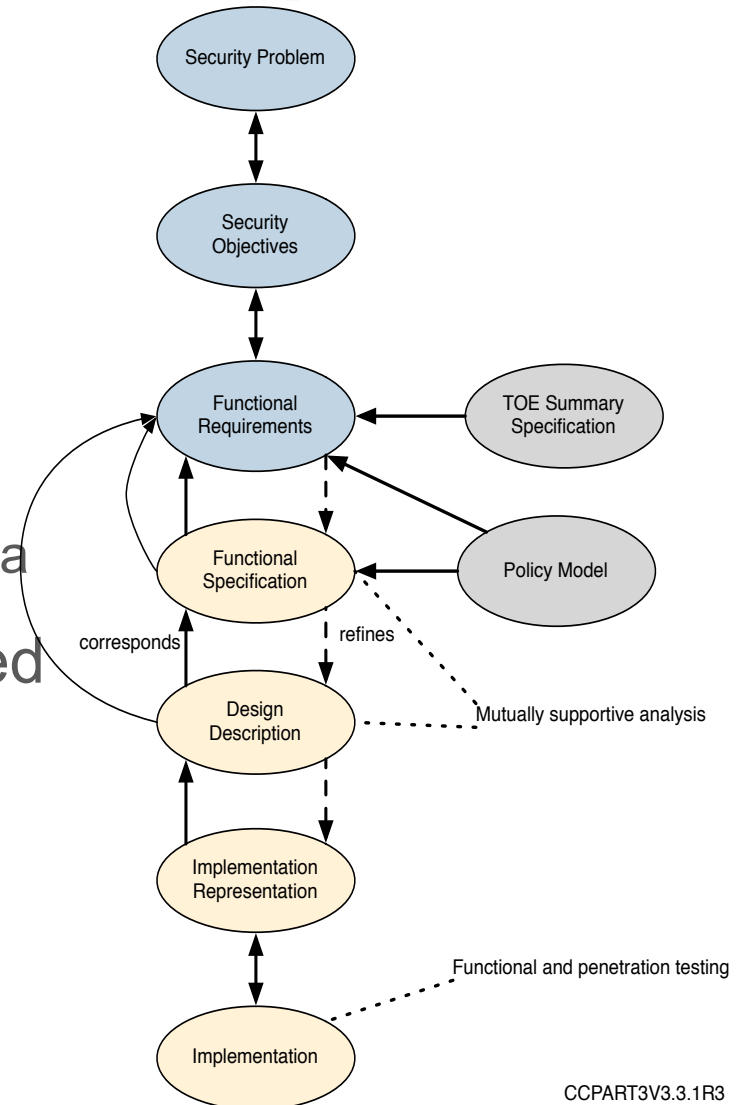 Security Problem
Security
Objectives
Functional
Requirements
TOE Summary
Specification
a
Functional
Specification
Policy Model
corresponds
refines
ed
Design
Description
Mutually supportive analysis
Implementation
Representation
Functional and penetration testing
Implementation
CCPART3V3.3.1R3